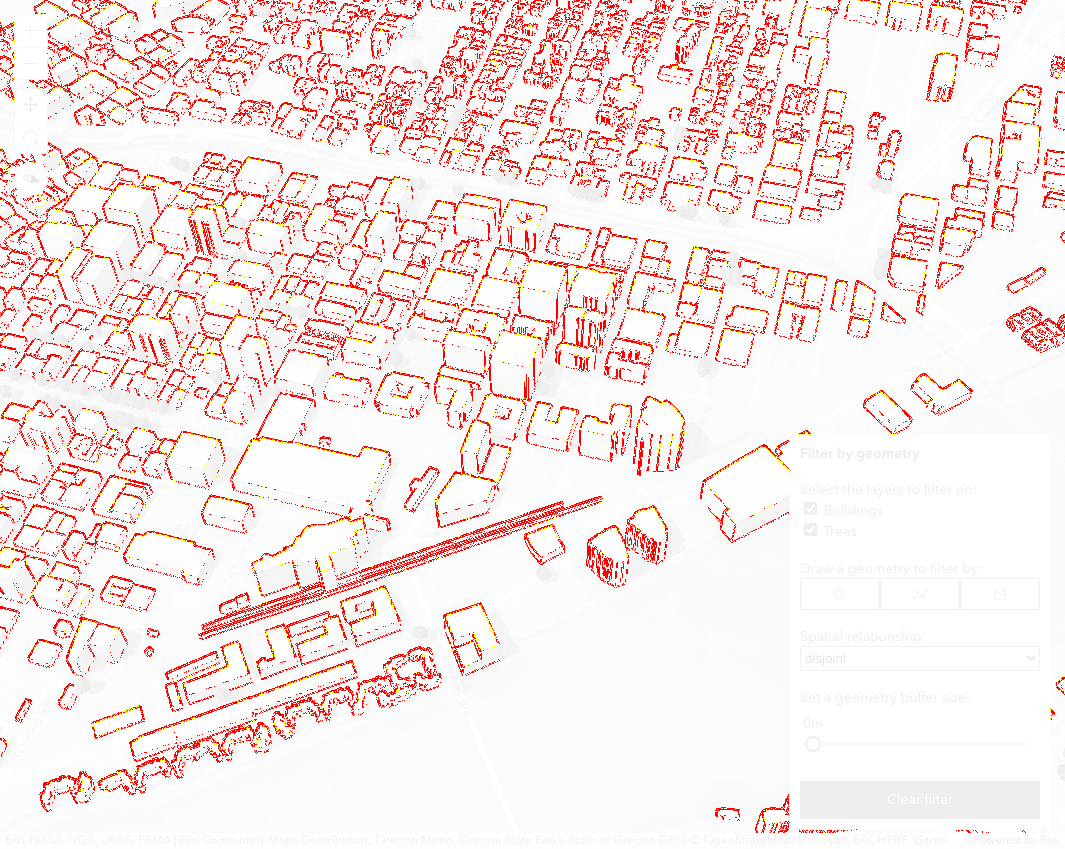 Filter by geometry
Select the layers to filter on:
Buildings
Trees
Draw a geometry to filter by:
Spatial relationship:
disjoint
Set a geometry buffer size:
0m
Clear filter
Esri, NASA, NGA, USGS, FEMA | Esri Community Maps Contributors, Oregon Metro, Oregon State Parks, State of Oregon GEO, © OpenStreetMap, Microsoft, Esri, HERE, Garmi... Powered by Esri